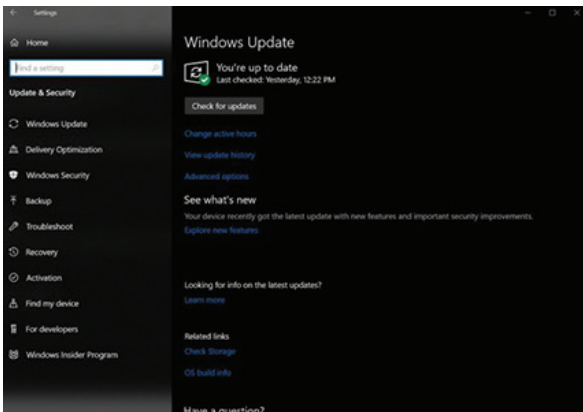 Settings
Home
Find a setting
Update & Security
Windows Update
Delivery Optimization
Windows Security
Backup
Troubleshoot
Recovery
Activation
Find my device
For developers
Windows Insider Program
Windows Update
You're up to date
Last checked: Yesterday, 12:22 PM
Check for updates
Change active hours
View update history
Advanced options
See what's new
Your device recently got the latest update with new features and important security improvements.
Explore new features
Looking for info on the latest updates?
Learn more
Related links
Check Storage
OS build info
Have a question?